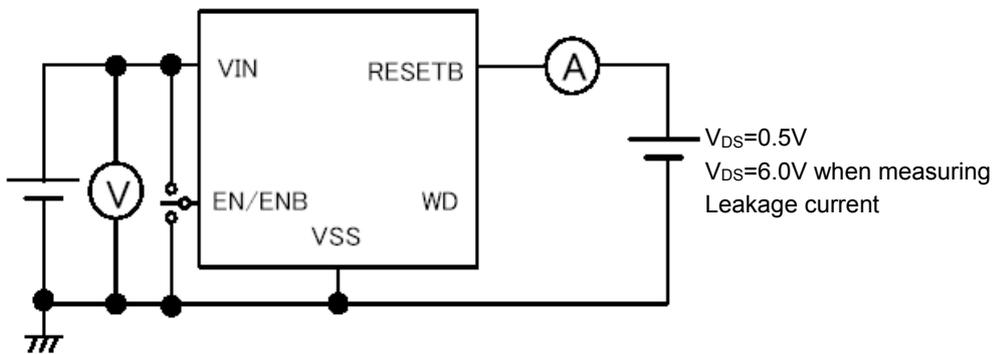 VIN
RESETB
A
V
EN/ENB
WD
VSS
VDS=0.5V
VDS=6.0V when measuring
Leakage current